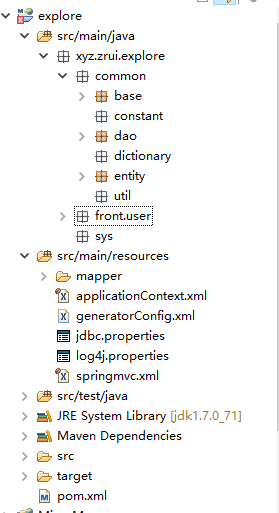 explore
src/main/java
xyz.zrui.explore
common
base
constant
dao
dictionary
entity
util
front.user
sys
src/main/resources
mapper
applicationContext.xml
generatorConfig.xml
jdbc.properties
log4j.properties
springmvc.xml
src/test/java
JRE System Library [jdk1.7.0_71]
Maven Dependencies
src
target
pom.xml